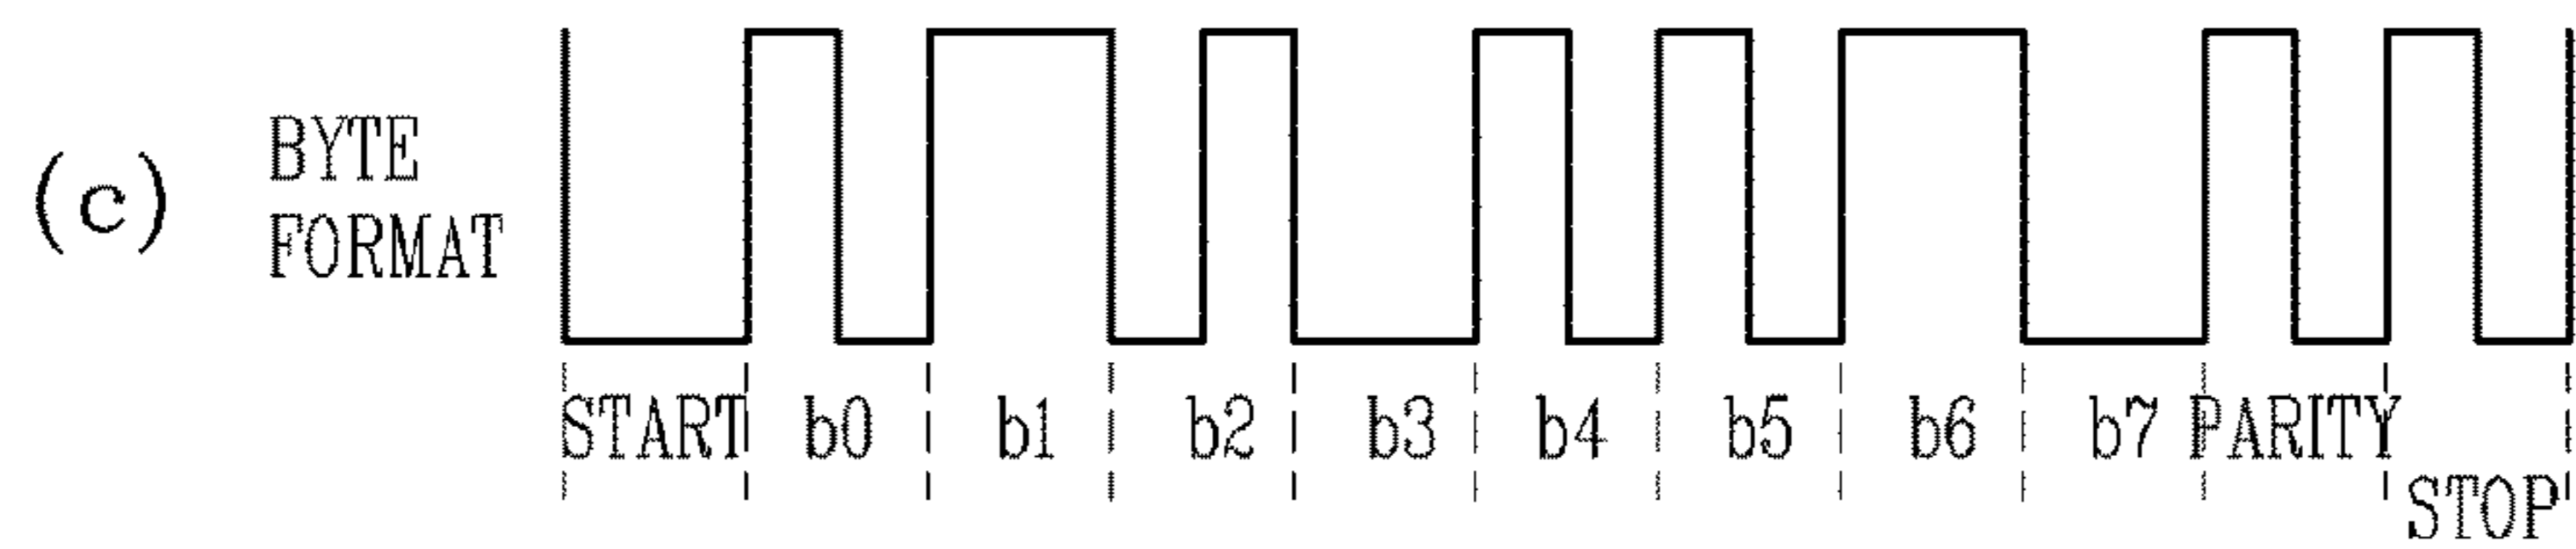 (c)
BYTE
FORMAT
START b0 b1 b2 b3 b4 b5 b6 b7 PARITY
STOP